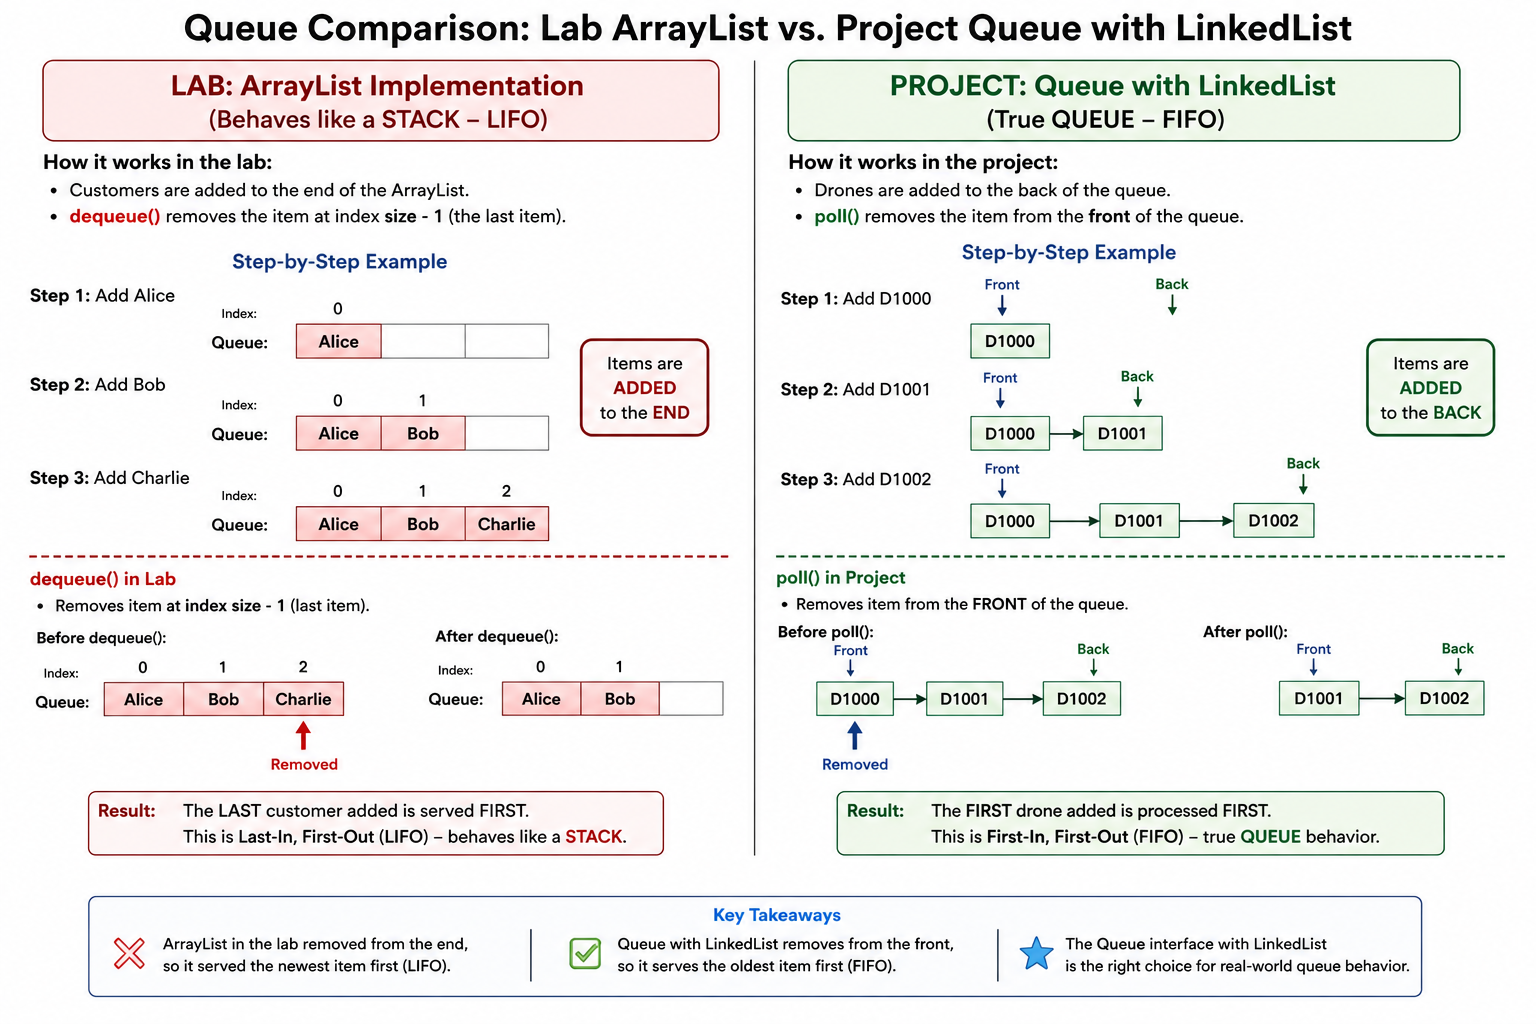 Queue Comparison: Lab ArrayList vs. Project Queue with LinkedList
LAB: ArrayList Implementation
(Behaves like a STACK – LIFO)
How it works in the lab:
• Customers are added to the end of the ArrayList.
• dequeue() removes the item at index size - 1 (the last item).
Step-by-Step Example
Step 1: Add Alice
Index:
0
Queue:
Alice
Step 2: Add Bob
Index:
0 1
Queue:
Alice Bob
Step 3: Add Charlie
Index:
0 1 2
Queue:
Alice Bob Charlie
Items are
ADDED
to the END
dequeue() in Lab
• Removes item at index size - 1 (last item).
Before dequeue():
Index: 0 1 2
Queue: Alice Bob Charlie
Removed
After dequeue():
Index: 0 1
Queue: Alice Bob
Result: The LAST customer added is served FIRST.
This is Last-In, First-Out (LIFO) – behaves like a STACK.
PROJECT: Queue with LinkedList
(True QUEUE – FIFO)
How it works in the project:
• Drones are added to the back of the queue.
• poll() removes the item from the front of the queue.
Step-by-Step Example
Step 1: Add D1000
Front Back
D1000
Step 2: Add D1001
Front Back
D1000 D1001
Step 3: Add D1002
Front Back
D1000 D1001 D1002
Items are
ADDED
to the BACK
poll() in Project
• Removes item from the FRONT of the queue.
Before poll():
Front Back
D1000 D1001 D1002
Removed
After poll():
Front Back
D1001 D1002
Result: The FIRST drone added is processed FIRST.
This is First-In, First-Out (FIFO) – true QUEUE behavior.
Key Takeaways
ArrayList in the lab removed from the end,
so it served the newest item first (LIFO).
Queue with LinkedList removes from the front,
so it serves the oldest item first (FIFO).
The Queue interface with LinkedList
is the right choice for real-world queue behavior.